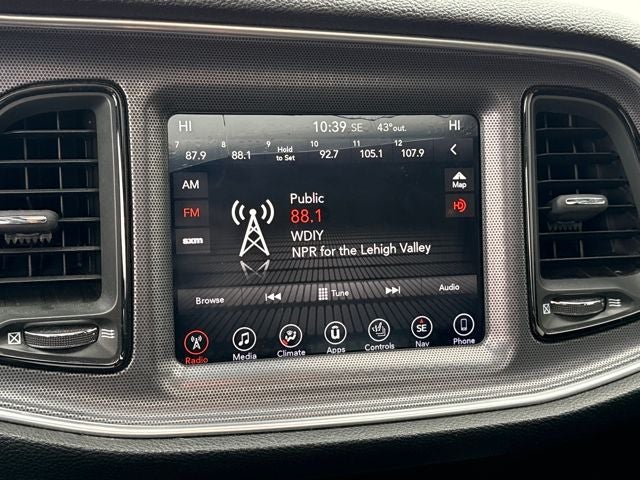 HI 10:39 SE 43°out. HI
7 8 9 10 11 12
87.9 88.1 Hold to Set 92.7 105.1 107.9
AM
Map
Public
FM 88.1
WDIY
sxm
NPR for the Lehigh Valley
Browse Tune Audio
SE
Radio Media Climate Apps Controls Nav Phone